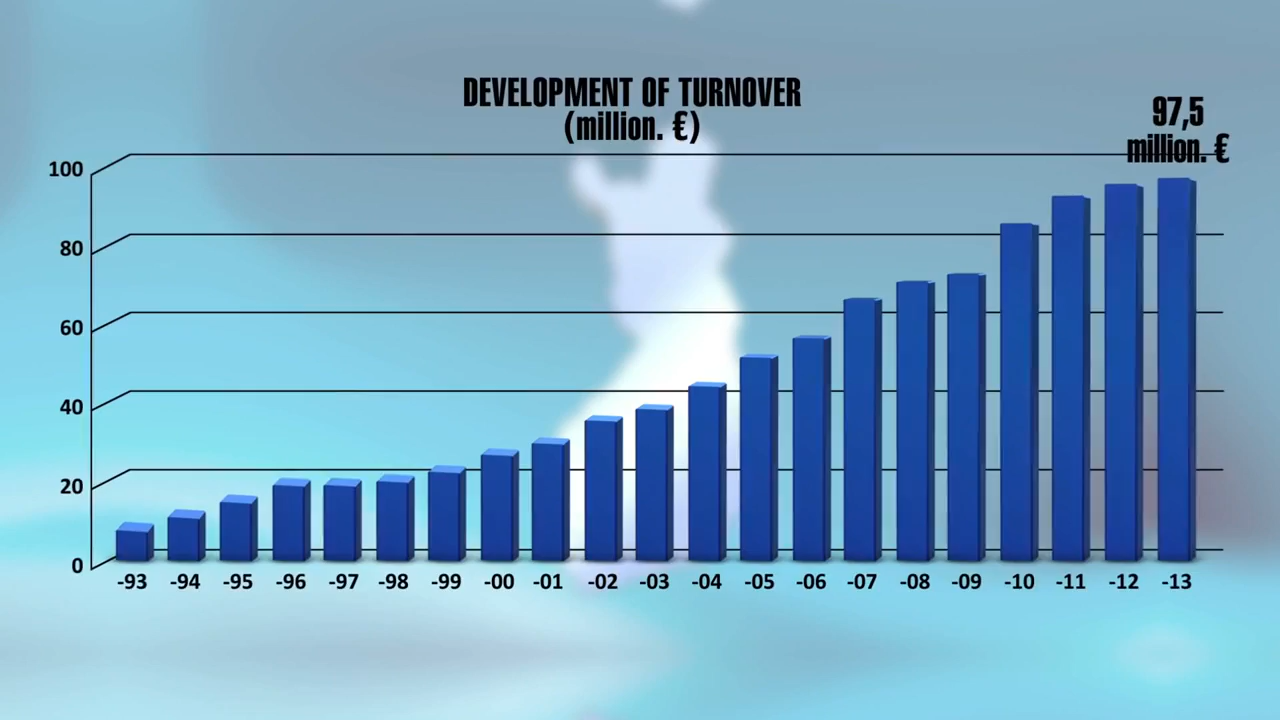 DEVELOPMENT OF TURNOVER
(million. €)
97,5
million. €
100
80
60
40
20
0
-93 -94 -95 -96 -97 -98 -99 -00 -01 -02 -03 -04 -05 -06 -07 -08 -09 -10 -11 -12 -13